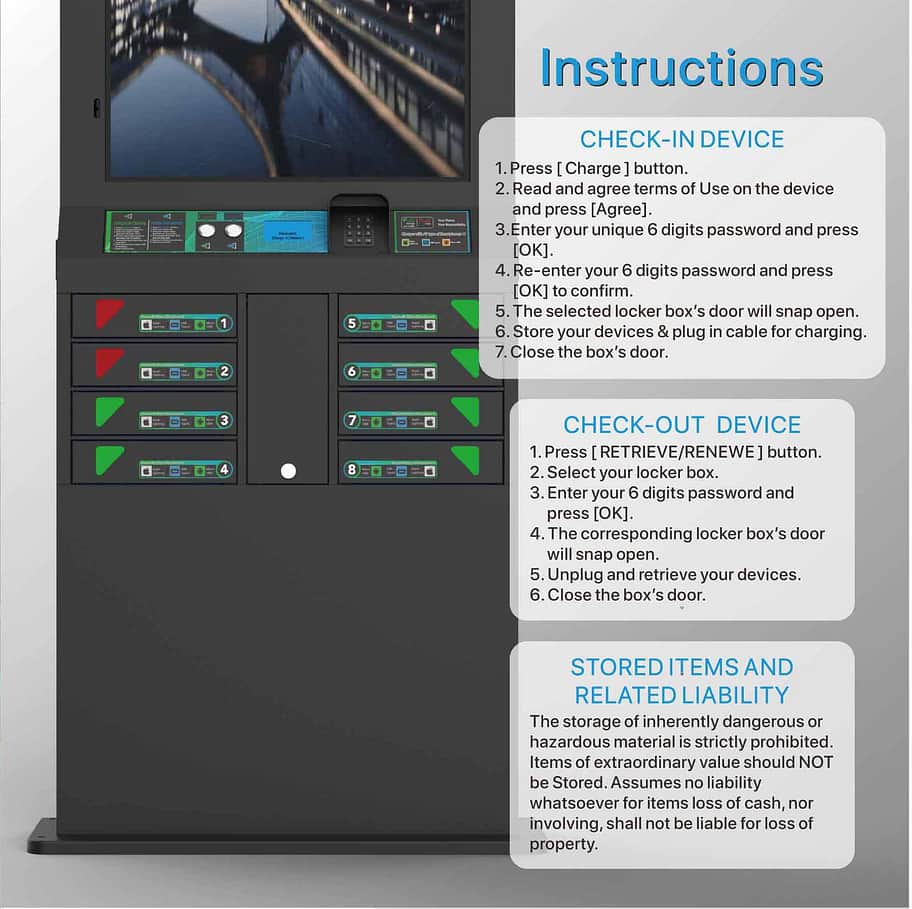 Instructions
CHECK-IN DEVICE
1. Press [ Charge ] button.
2. Read and agree terms of Use on the device
and press [Agree].
3. Enter your unique 6 digits password and press
[OK].
4. Re-enter your 6 digits password and press
[OK] to confirm.
5. The selected locker box's door will snap open.
6. Store your devices & plug in cable for charging.
7. Close the box's door.
CHECK-OUT DEVICE
1. Press [ RETRIEVE/RENEWE ] button.
2. Select your locker box.
3. Enter your 6 digits password and
press [OK].
4. The corresponding locker box's door
will snap open.
5. Unplug and retrieve your devices.
6. Close the box's door.
STORED ITEMS AND
RELATED LIABILITY
The storage of inherently dangerous or
hazardous material is strictly prohibited.
Items of extraordinary value should NOT
be Stored. Assumes no liability
whatsoever for items loss of cash, nor
involving, shall not be liable for loss of
property.
1
2
3
4
5
6
7
8